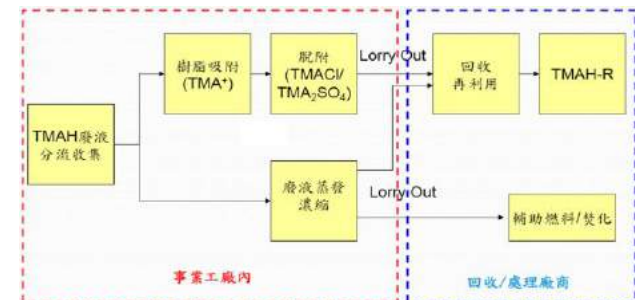 TMAH廢液
分流收集
樹脂吸附
(TMA⁺)
脫附
(TMACl/
TMA₂SO₄)
Lorry Out
回收
再利用
TMAH-R
廢液蒸發
濃縮
Lorry Out
輔助燃料/焚化
事業工廠內
回收/處理廠商